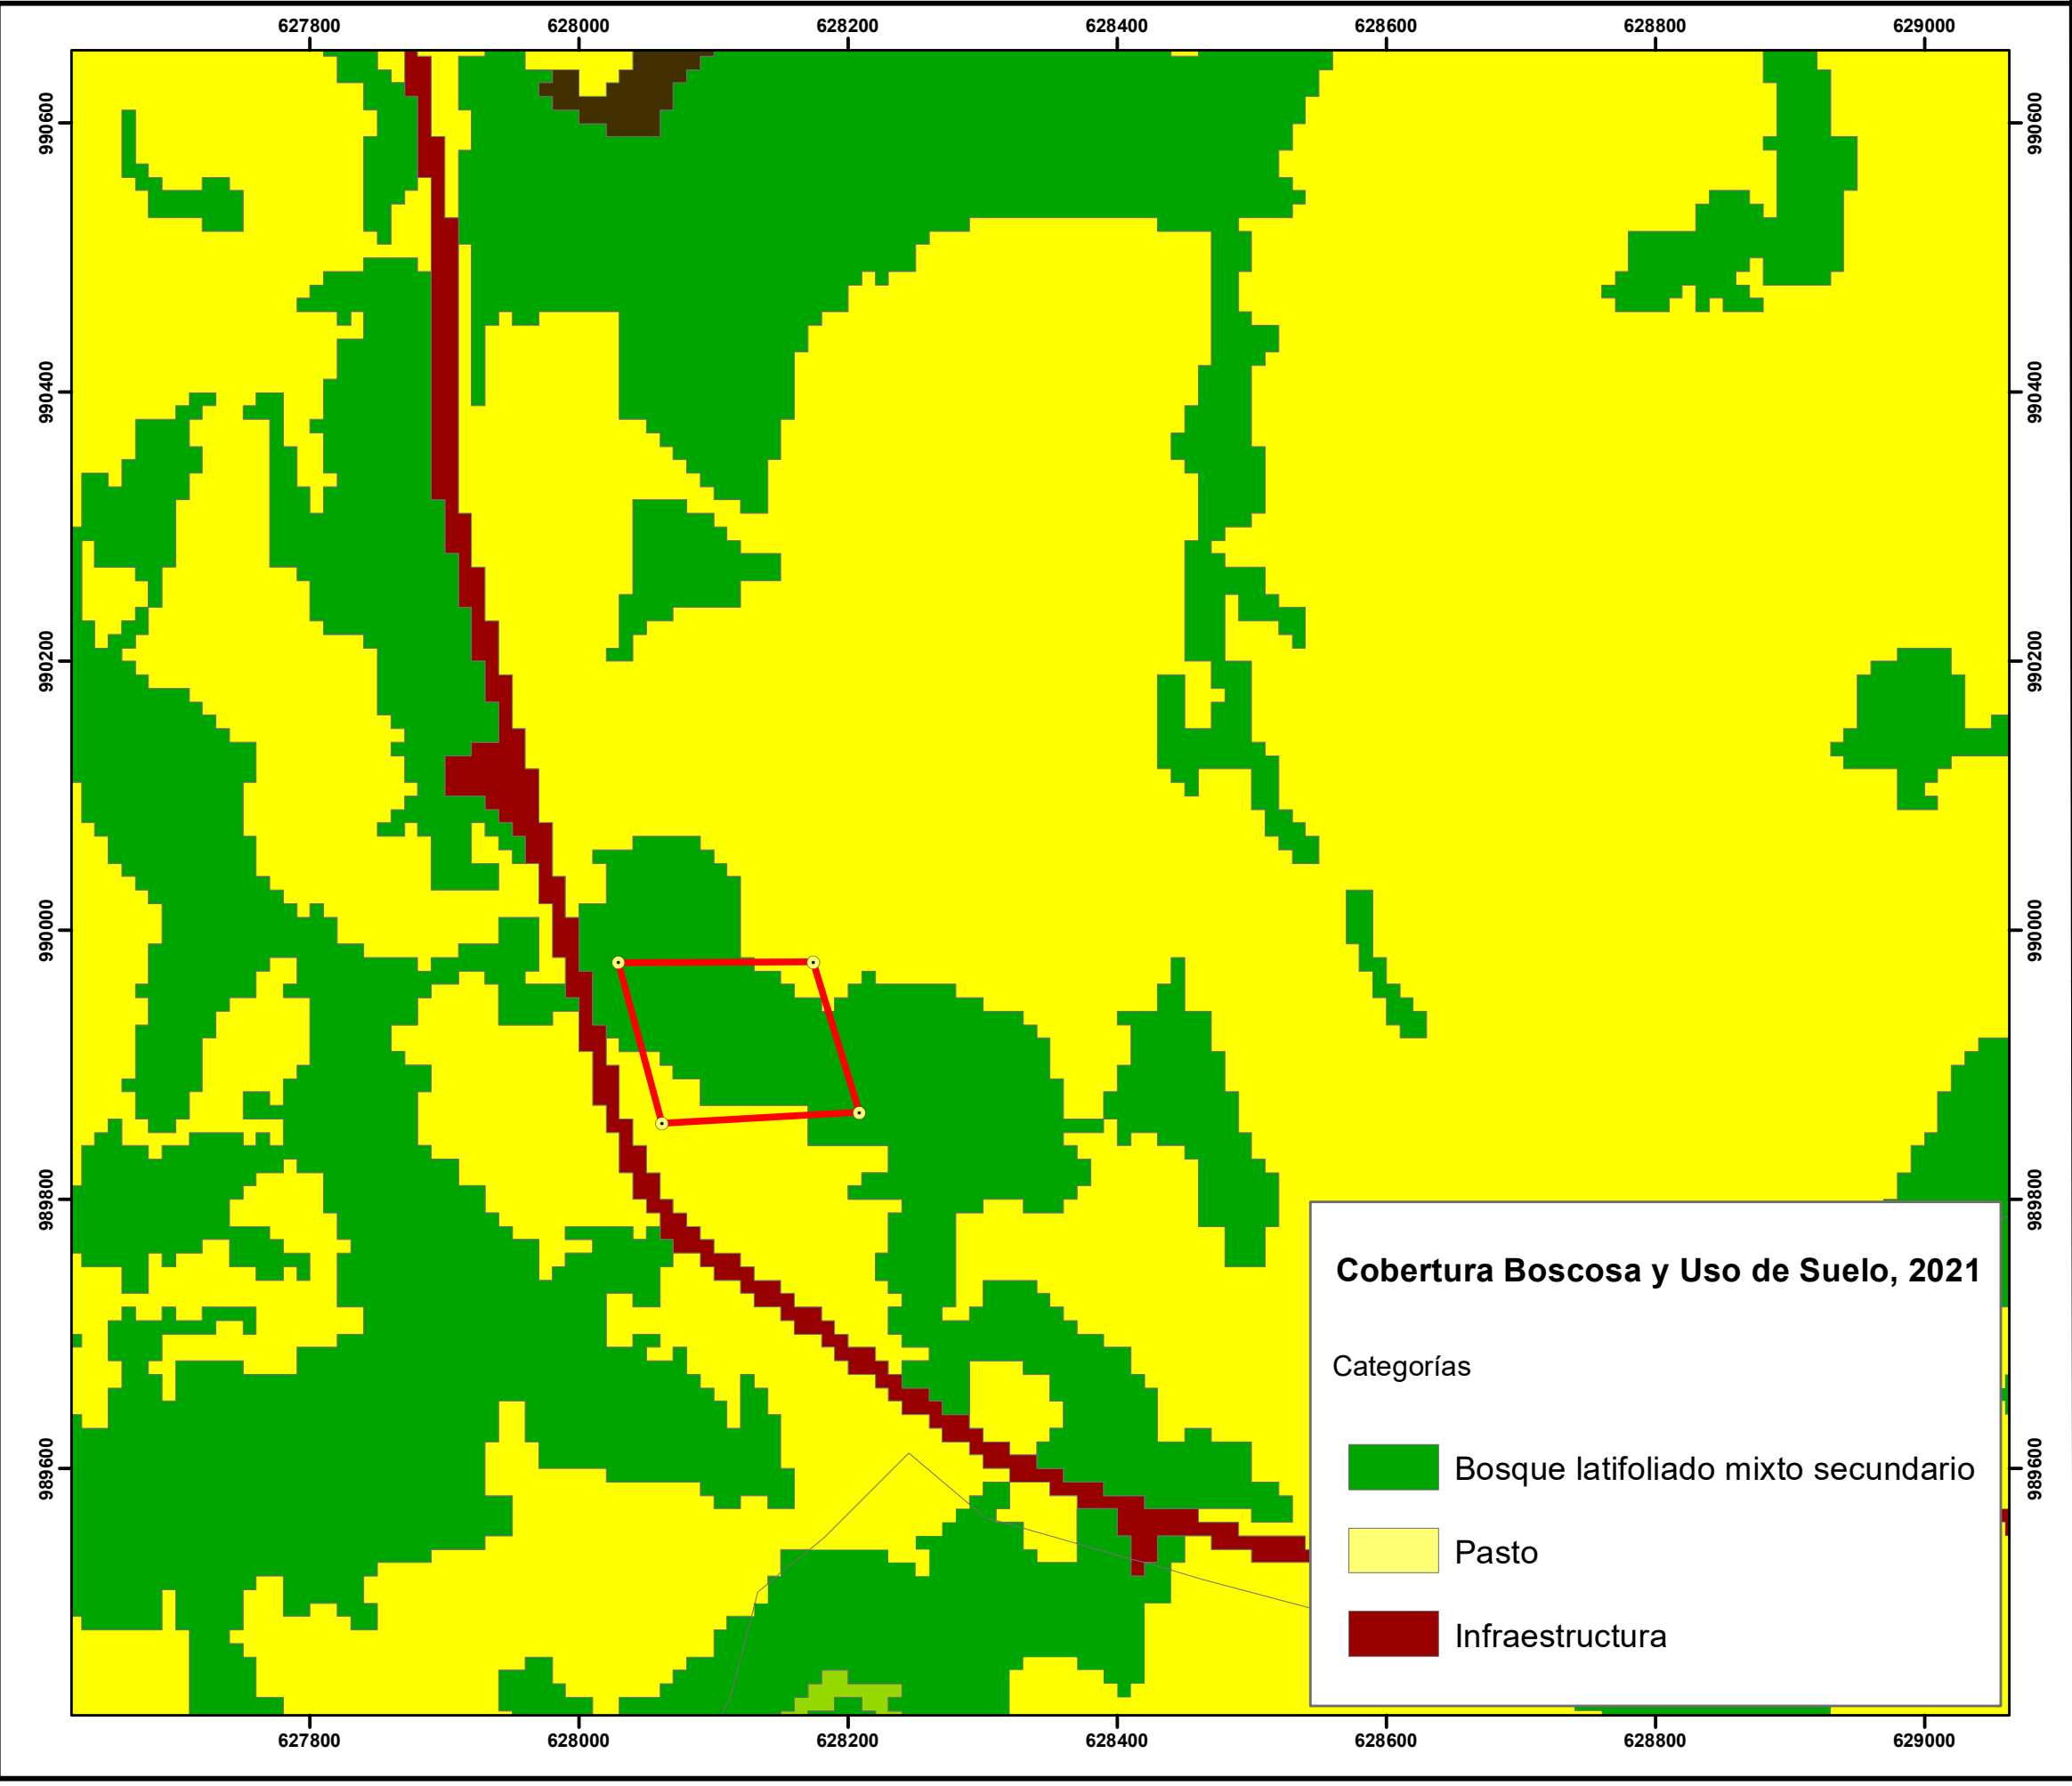 627800 628000 628200 628400 628600 628800 629000
990600 990600
990400 990400
990200 990200
990000 990000
989800 989800
Cobertura Boscosa y Uso de Suelo, 2021
Categorías
Bosque latifoliado mixto secundario
989600 989600
Pasto
Infraestructura
627800 628000 628200 628400 628600 628800 629000